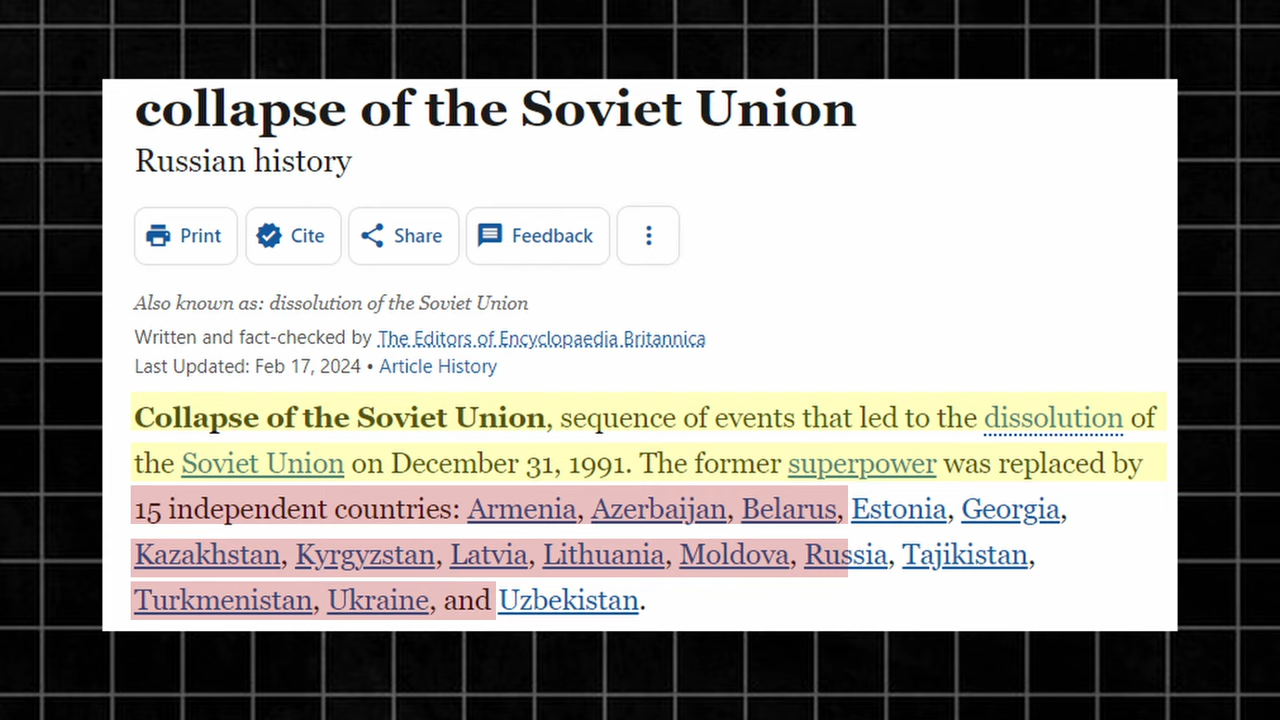 collapse of the Soviet Union
Russian history
Print Cite Share Feedback
Also known as: dissolution of the Soviet Union
Written and fact-checked by The Editors of Encyclopaedia Britannica
Last Updated: Feb 17, 2024 • Article History
Collapse of the Soviet Union, sequence of events that led to the dissolution of
the Soviet Union on December 31, 1991. The former superpower was replaced by
15 independent countries: Armenia, Azerbaijan, Belarus, Estonia, Georgia,
Kazakhstan, Kyrgyzstan, Latvia, Lithuania, Moldova, Russia, Tajikistan,
Turkmenistan, Ukraine, and Uzbekistan.